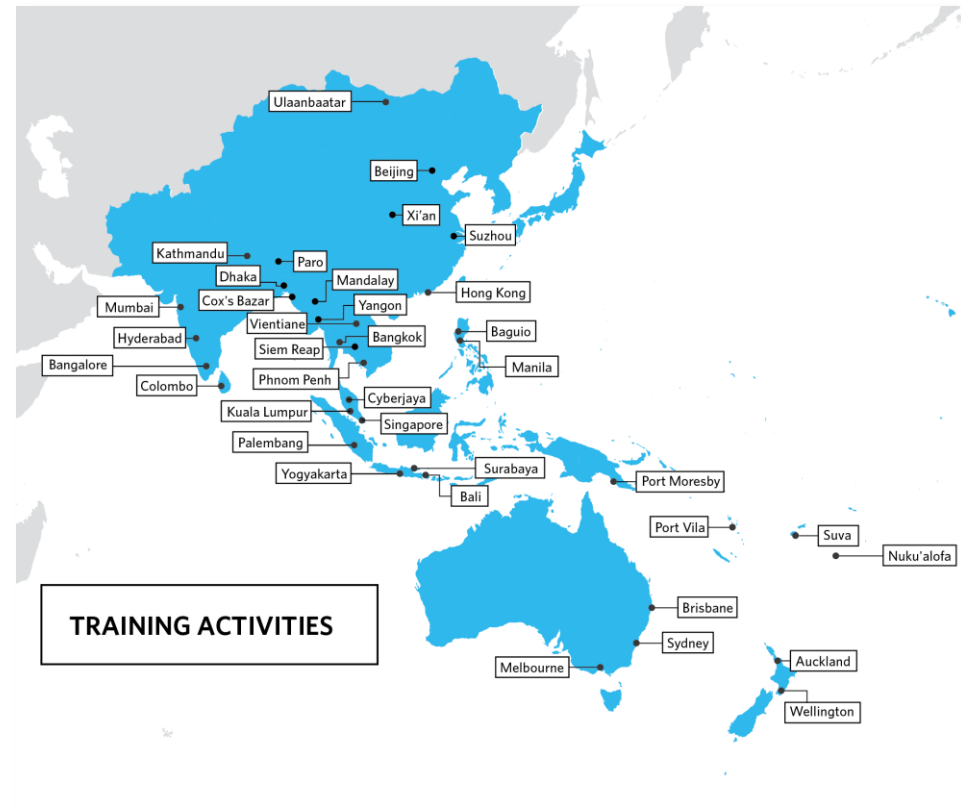 Ulaanbaatar
Beijing
Xi'an
Suzhou
Kathmandu
Paro
Dhaka
Mandalay
Cox's Bazar
Hong Kong
Mumbai
Yangon
Vientiane
Baguio
Hyderabad
Bangkok
Siem Reap
Bangalore
Manila
Phnom Penh
Colombo
Cyberjaya
Kuala Lumpur
Singapore
Palembang
Surabaya
Yogyakarta
Port Moresby
Bali
Port Vila
Suva
Nuku'alofa
Brisbane
TRAINING ACTIVITIES
Sydney
Melbourne
Auckland
Wellington